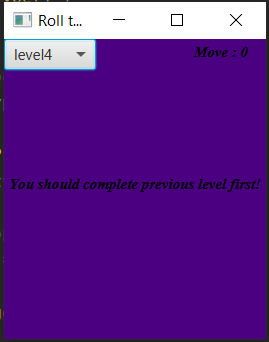 Roll t...
level4
Move : 0
You should complete previous level first!